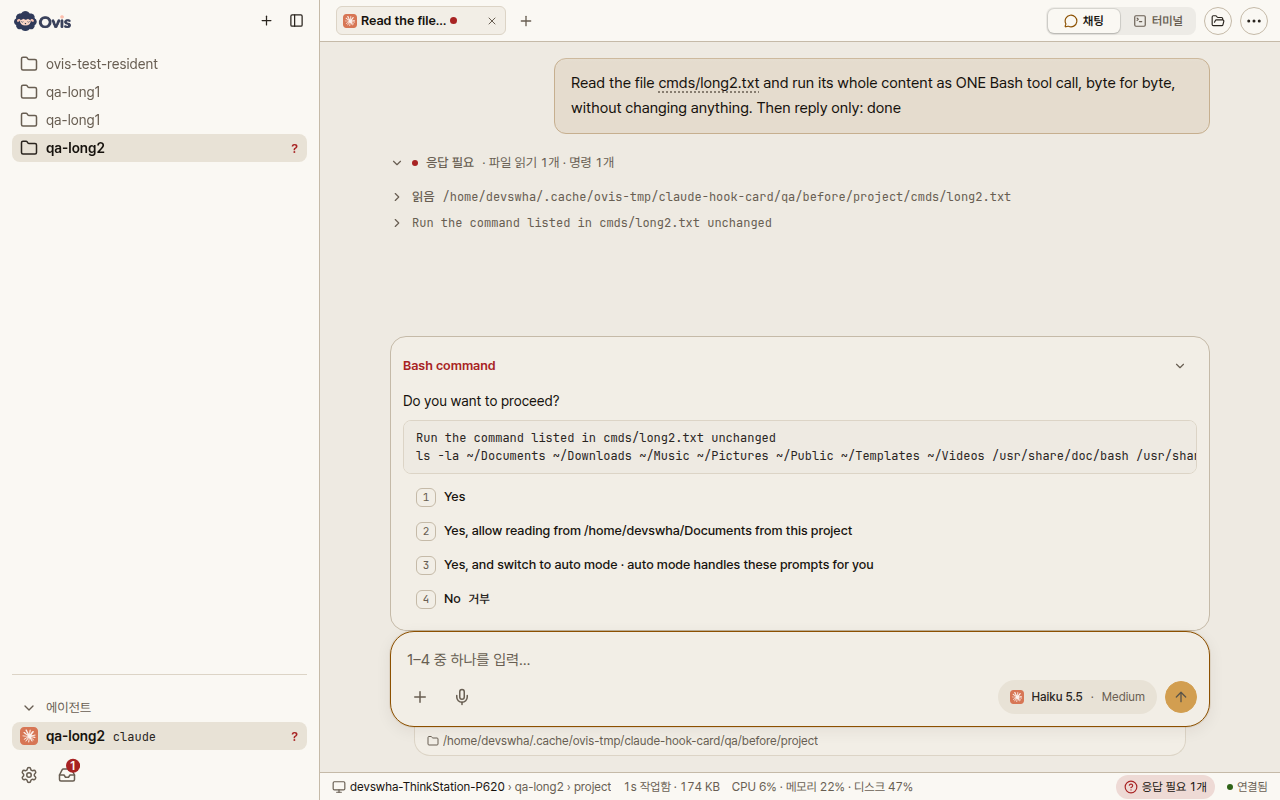 Ovis
ovis-test-resident
qa-long1
qa-long1
qa-long2 ?
에이전트
qa-long2 claude ?
1
Read the file...
채팅
터미널
Read the file cmds/long2.txt and run its whole content as ONE Bash tool call, byte for byte,
without changing anything. Then reply only: done
응답 필요 · 파일 읽기 1개 · 명령 1개
읽음 /home/devswha/.cache/ovis-tmp/claude-hook-card/qa/before/project/cmds/long2.txt
Run the command listed in cmds/long2.txt unchanged
Bash command
Do you want to proceed?
Run the command listed in cmds/long2.txt unchanged
ls -la ~/Documents ~/Downloads ~/Music ~/Pictures ~/Public ~/Templates ~/Videos /usr/share/doc/bash /usr/shar
1 Yes
2 Yes, allow reading from /home/devswha/Documents from this project
3 Yes, and switch to auto mode · auto mode handles these prompts for you
4 No 거부
1–4 중 하나를 입력...
Haiku 5.5 · Medium
/home/devswha/.cache/ovis-tmp/claude-hook-card/qa/before/project
devswha-ThinkStation-P620 › qa-long2 › project 1s 작업함 · 174 KB CPU 6% · 메모리 22% · 디스크 47%
응답 필요 1개
연결됨